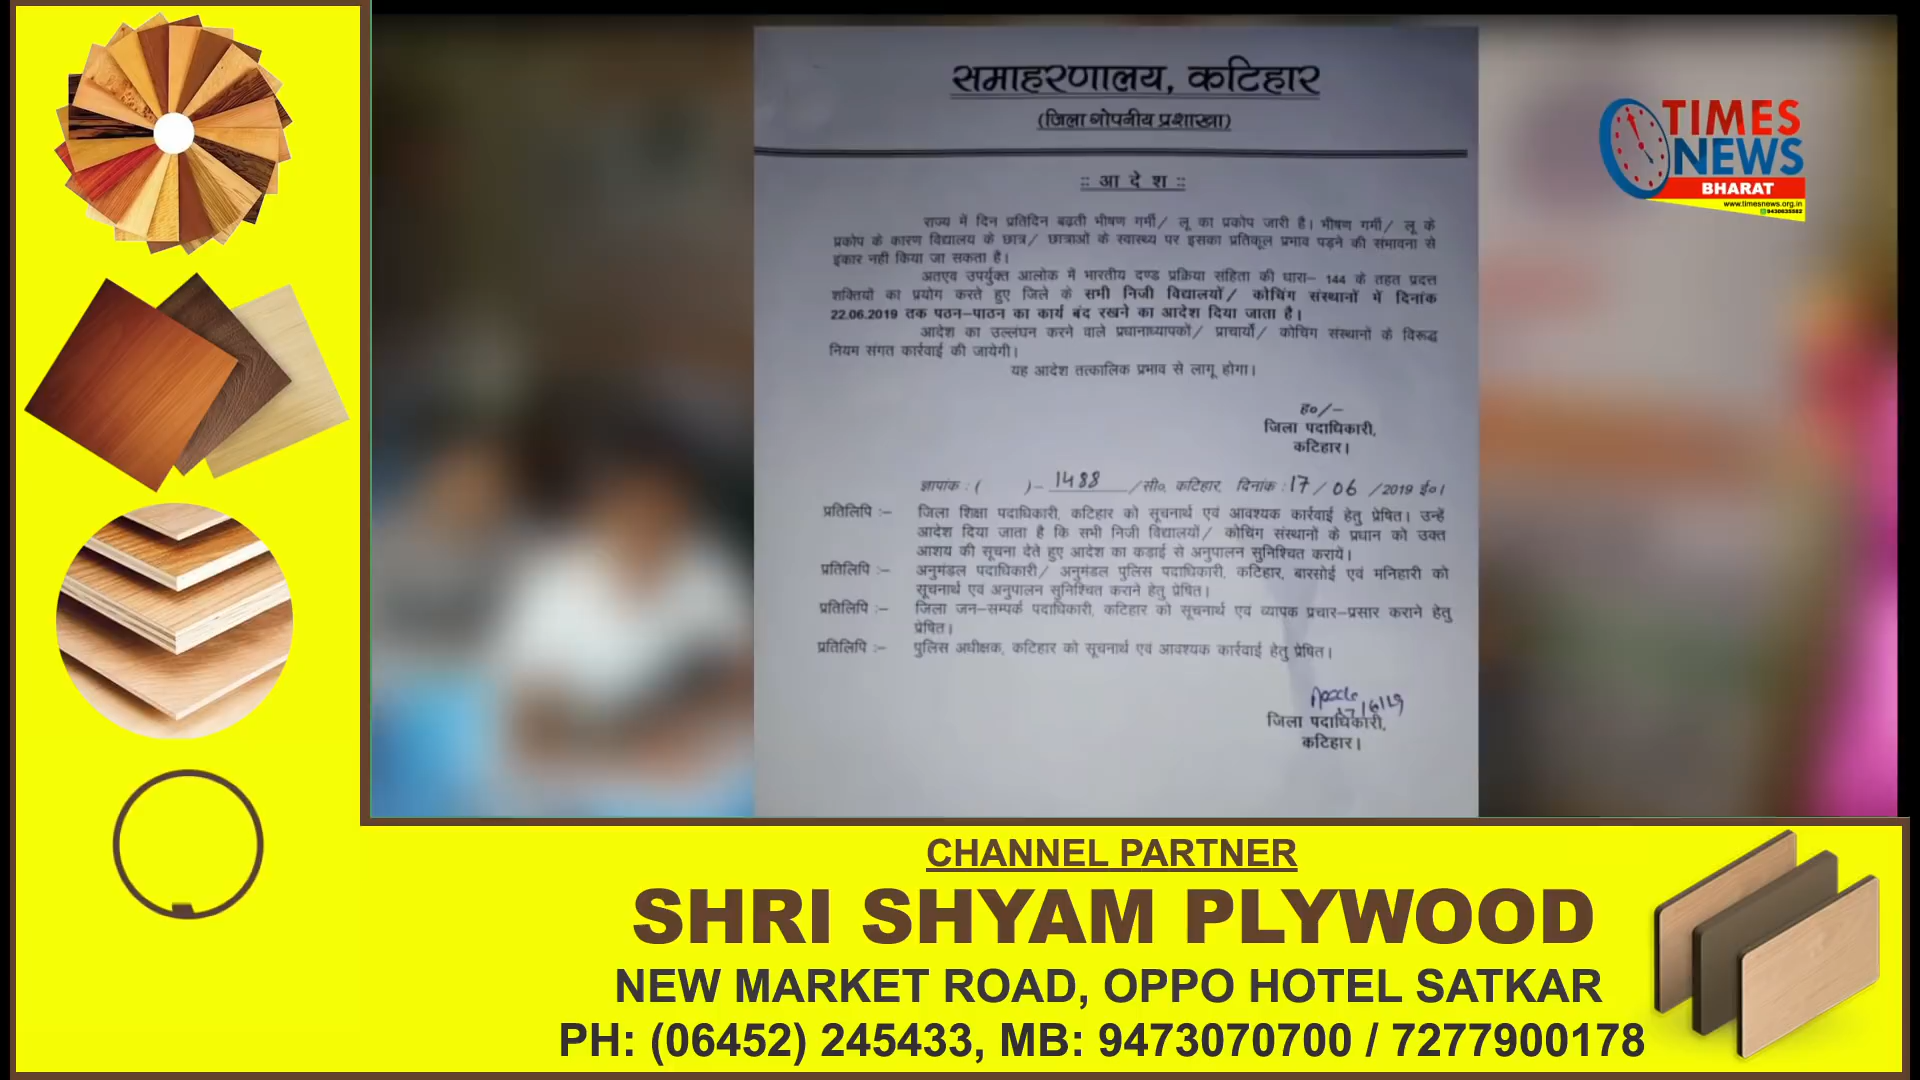 समाहरणालय, कटिहार
(जिला गोपनीय प्रशाखा)
:: आ दे श ::
राज्य में दिन प्रतिदिन बढ़ती भीषण गर्मी/ लू का प्रकोप जारी है। भीषण गर्मी/ लू के
प्रकोप के कारण विद्यालय के छात्र/ छात्राओं के स्वास्थ्य पर इसका प्रतिकूल प्रभाव पड़ने की संभावना से
इंकार नहीं किया जा सकता है।
अतएव उपर्युक्त आलोक में भारतीय दण्ड प्रक्रिया संहिता की धारा- 144 के तहत प्रदत्त
शक्तियों का प्रयोग करते हुए जिले के सभी निजी विद्यालयों/ कोचिंग संस्थानों में दिनांक
22.06.2019 तक पठन-पाठन का कार्य बंद रखने का आदेश दिया जाता है।
आदेश का उल्लंघन करने वाले प्रधानाध्यापकों/ प्राचार्यों/ कोचिंग संस्थानों के विरूद्ध
नियम संगत कार्रवाई की जायेगी।
यह आदेश तत्कालिक प्रभाव से लागू होगा।
ह०/-
जिला पदाधिकारी,
कटिहार।
ज्ञापांक : ( )- 1488 /सी०, कटिहार, दिनांक : 17 / 06 /2019 ई०।
प्रतिलिपि :- जिला शिक्षा पदाधिकारी, कटिहार को सूचनार्थ एवं आवश्यक कार्रवाई हेतु प्रेषित। उन्हें
आदेश दिया जाता है कि सभी निजी विद्यालयों/ कोचिंग संस्थानों के प्रधान को उक्त
आशय की सूचना देते हुए आदेश का कड़ाई से अनुपालन सुनिश्चित करायें।
प्रतिलिपि :- अनुमंडल पदाधिकारी/ अनुमंडल पुलिस पदाधिकारी, कटिहार, बारसोई एवं मनिहारी को
सूचनार्थ एवं अनुपालन सुनिश्चित कराने हेतु प्रेषित।
प्रतिलिपि :- जिला जन-सम्पर्क पदाधिकारी, कटिहार को सूचनार्थ एवं व्यापक प्रचार-प्रसार कराने हेतु
प्रेषित।
प्रतिलिपि :- पुलिस अधीक्षक, कटिहार को सूचनार्थ एवं आवश्यक कार्रवाई हेतु प्रेषित।
17/6/19
जिला पदाधिकारी,
कटिहार।
TIMES
NEWS
BHARAT
www.timesnews.org.in
CHANNEL PARTNER
SHRI SHYAM PLYWOOD
NEW MARKET ROAD, OPPO HOTEL SATKAR
PH: (06452) 245433, MB: 9473070700 / 7277900178